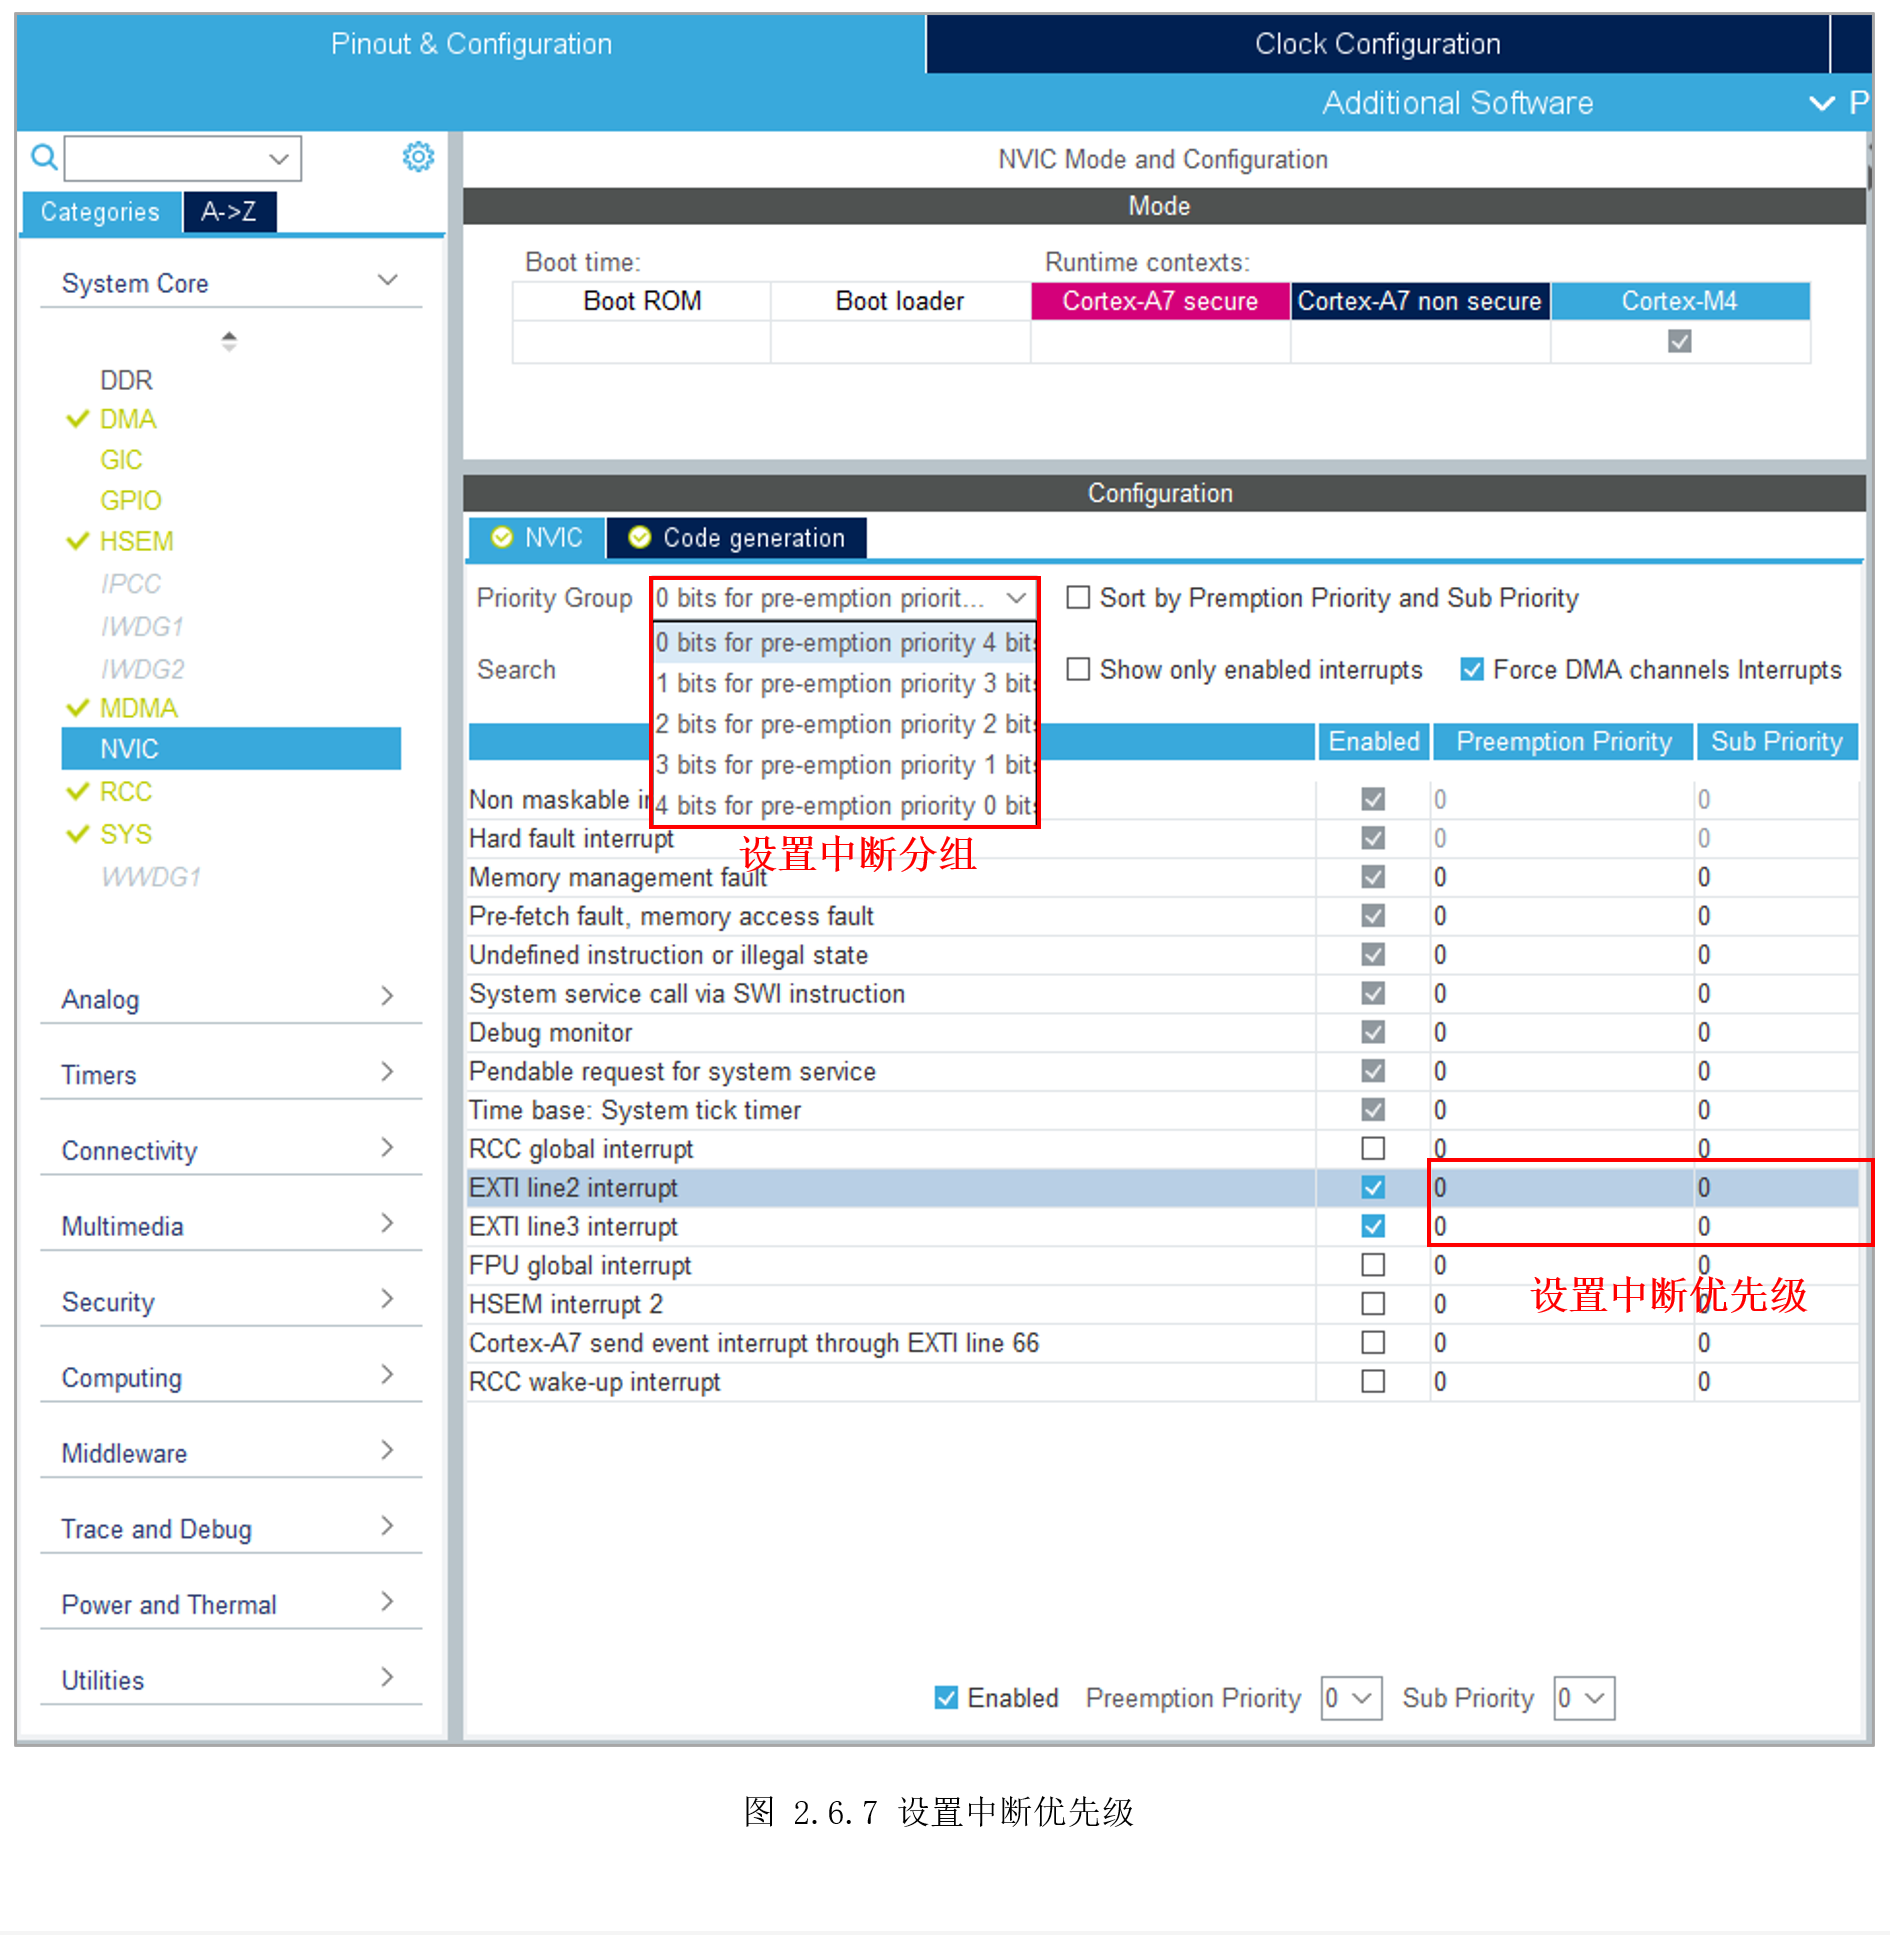 Pinout & Configuration
Clock Configuration
Additional Software
P
Categories
A->Z
System Core
DDR
DMA
GIC
GPIO
HSEM
IPCC
IWDG1
IWDG2
MDMA
NVIC
RCC
SYS
WWDG1
Analog
Timers
Connectivity
Multimedia
Security
Computing
Middleware
Trace and Debug
Power and Thermal
Utilities
NVIC Mode and Configuration
Mode
Boot time: Runtime contexts:
Boot ROM Boot loader Cortex-A7 secure Cortex-A7 non secure Cortex-M4
Configuration
NVIC Code generation
Priority Group 0 bits for pre-emption priorit... Sort by Premption Priority and Sub Priority
0 bits for pre-emption priority 4 bits
Search 1 bits for pre-emption priority 3 bits Show only enabled interrupts Force DMA channels Interrupts
2 bits for pre-emption priority 2 bits
3 bits for pre-emption priority 1 bits
4 bits for pre-emption priority 0 bits
设置中断分组
Enabled Preemption Priority Sub Priority
Non maskable 0 0
Hard fault interrupt 0 0
Memory management fault 0 0
Pre-fetch fault, memory access fault 0 0
Undefined instruction or illegal state 0 0
System service call via SWI instruction 0 0
Debug monitor 0 0
Pendable request for system service 0 0
Time base: System tick timer 0 0
RCC global interrupt 0 0
EXTI line2 interrupt 0 0
EXTI line3 interrupt 0 0
FPU global interrupt 0 0
设置中断优先级
HSEM interrupt 2 0 0
Cortex-A7 send event interrupt through EXTI line 66 0 0
RCC wake-up interrupt 0 0
Enabled Preemption Priority 0 Sub Priority 0
图 2.6.7 设置中断优先级